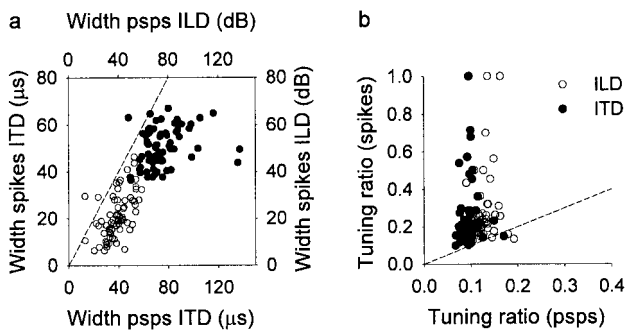 a
Width psps ILD (dB)
0 40 80 120
Width spikes ITD (µs)
80
60
40
20
0
80
60
40
20
0
Width spikes ILD (dB)
0 40 80 120
Width psps ITD (µs)
b
Tuning ratio (spikes)
1.0
0.8
0.6
0.4
0.2
0.0
ILD
ITD
0.0 0.1 0.2 0.3 0.4
Tuning ratio (psps)